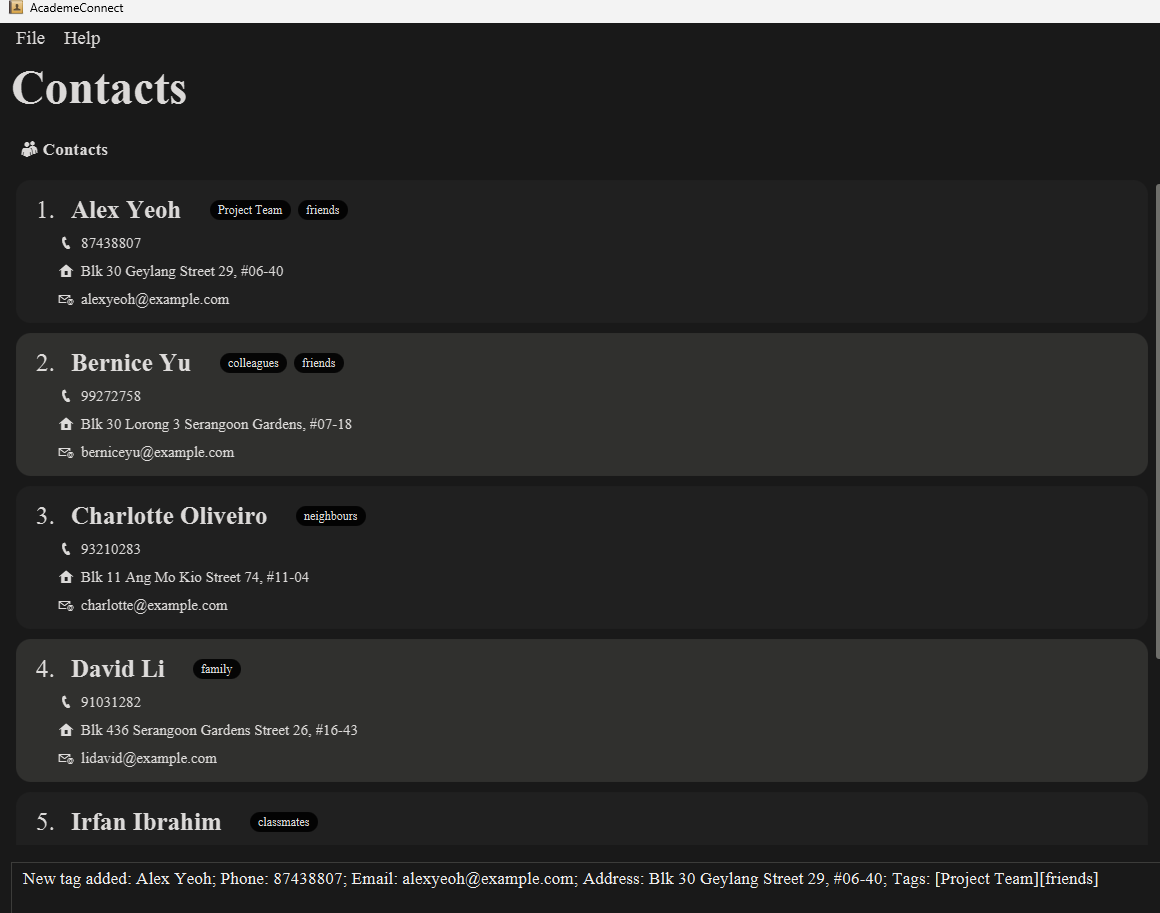 AcademeConnect
File Help
Contacts
Contacts
1. Alex Yeoh Project Team friends
87438807
Blk 30 Geylang Street 29, #06-40
alexyeoh@example.com
2. Bernice Yu colleagues friends
99272758
Blk 30 Lorong 3 Serangoon Gardens, #07-18
berniceyu@example.com
3. Charlotte Oliveiro neighbours
93210283
Blk 11 Ang Mo Kio Street 74, #11-04
charlotte@example.com
4. David Li family
91031282
Blk 436 Serangoon Gardens Street 26, #16-43
lidavid@example.com
5. Irfan Ibrahim classmates
New tag added: Alex Yeoh; Phone: 87438807; Email: alexyeoh@example.com; Address: Blk 30 Geylang Street 29, #06-40; Tags: [Project Team][friends]